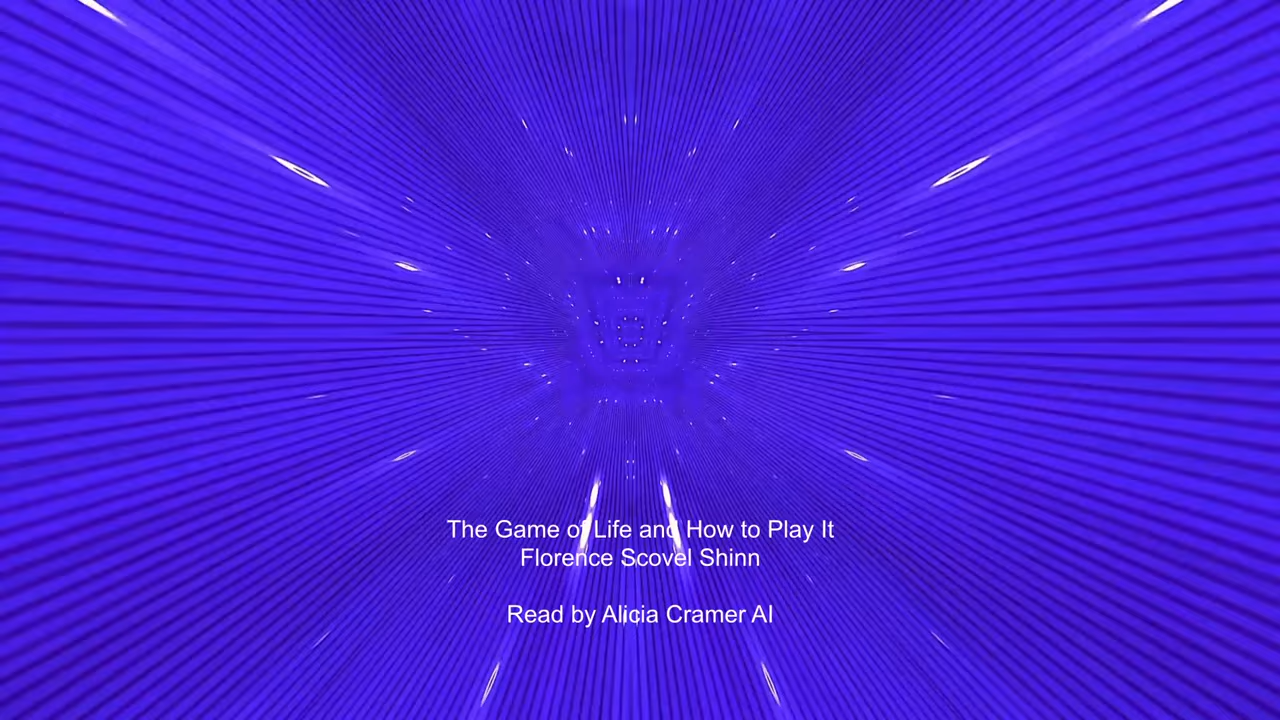 The Game of Life and How to Play It
Florence Scovel Shinn
Read by Alicia Cramer AI